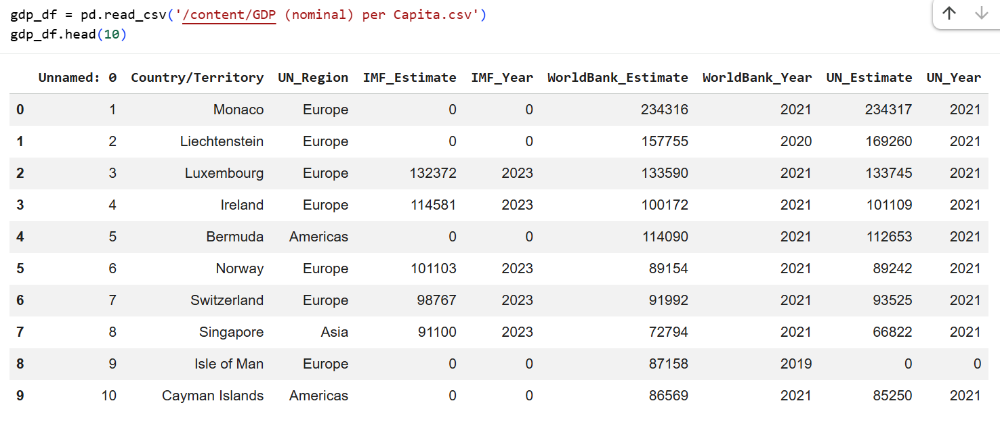 gdp_df = pd.read_csv('/content/GDP (nominal) per Capita.csv')
gdp_df.head(10)
Unnamed: 0 Country/Territory UN_Region IMF_Estimate IMF_Year WorldBank_Estimate WorldBank_Year UN_Estimate UN_Year
0 1 Monaco Europe 0 0 234316 2021 234317 2021
1 2 Liechtenstein Europe 0 0 157755 2020 169260 2021
2 3 Luxembourg Europe 132372 2023 133590 2021 133745 2021
3 4 Ireland Europe 114581 2023 100172 2021 101109 2021
4 5 Bermuda Americas 0 0 114090 2021 112653 2021
5 6 Norway Europe 101103 2023 89154 2021 89242 2021
6 7 Switzerland Europe 98767 2023 91992 2021 93525 2021
7 8 Singapore Asia 91100 2023 72794 2021 66822 2021
8 9 Isle of Man Europe 0 0 87158 2019 0 0
9 10 Cayman Islands Americas 0 0 86569 2021 85250 2021